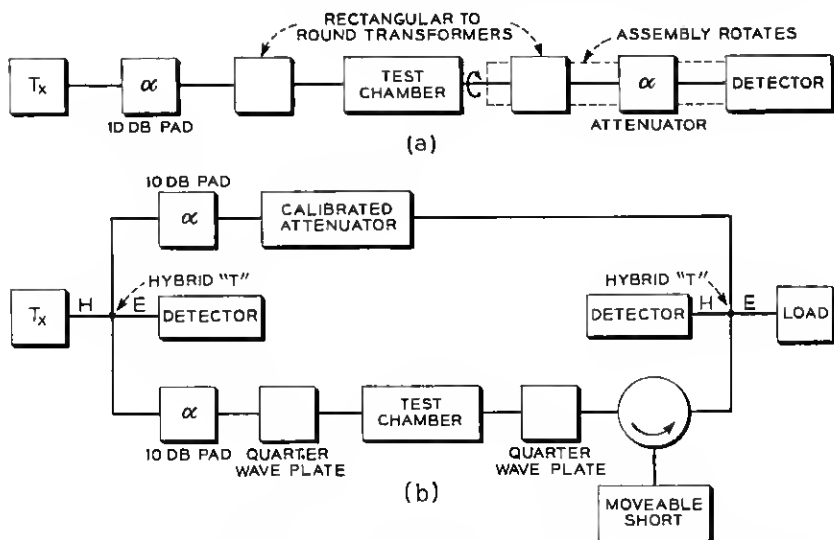 RECTANGULAR TO
ROUND TRANSFORMERS
ASSEMBLY ROTATES
Tx
α
10 DB PAD
TEST
CHAMBER
α
ATTENUATOR
DETECTOR
(a)
10 DB PAD
α
CALIBRATED
ATTENUATOR
HYBRID "T"
Tx
H
E
DETECTOR
HYBRID "T"
DETECTOR
H
E
LOAD
α
10 DB PAD
QUARTER
WAVE PLATE
TEST
CHAMBER
QUARTER
WAVE PLATE
MOVEABLE
SHORT
(b)